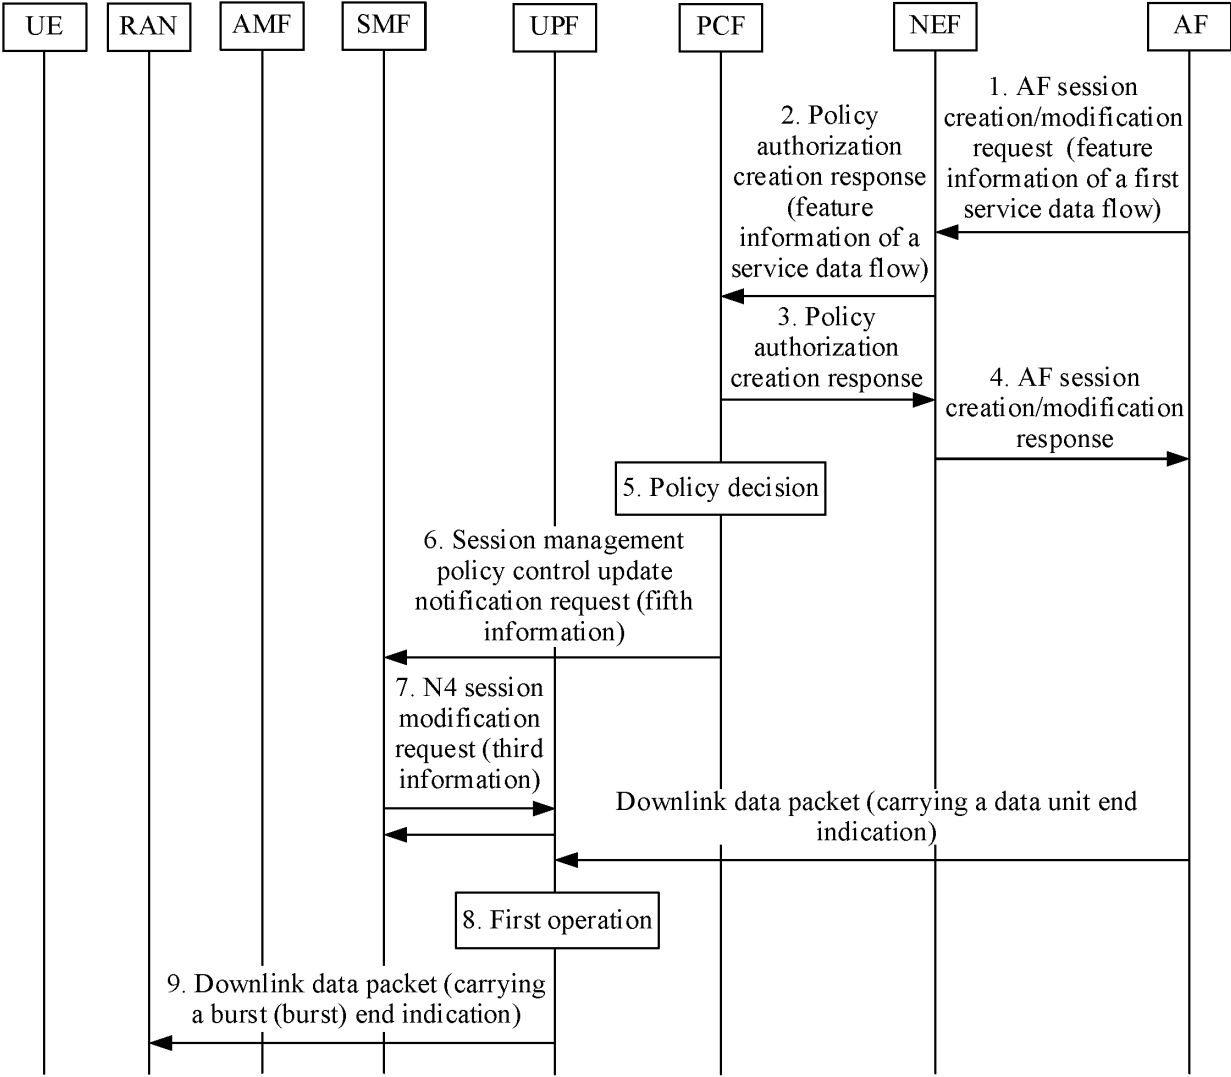 UE
RAN
AMF
SMF
UPF
PCF
NEF
AF
1. AF session
creation/modification
request (feature
information of a first
service data flow)
2. Policy
authorization
creation response
(feature
information of a
service data flow)
3. Policy
authorization
creation response
4. AF session
creation/modification
response
5. Policy decision
6. Session management
policy control update
notification request (fifth
information)
7. N4 session
modification
request (third
information)
Downlink data packet (carrying a data unit end
indication)
8. First operation
9. Downlink data packet (carrying
a burst (burst) end indication)